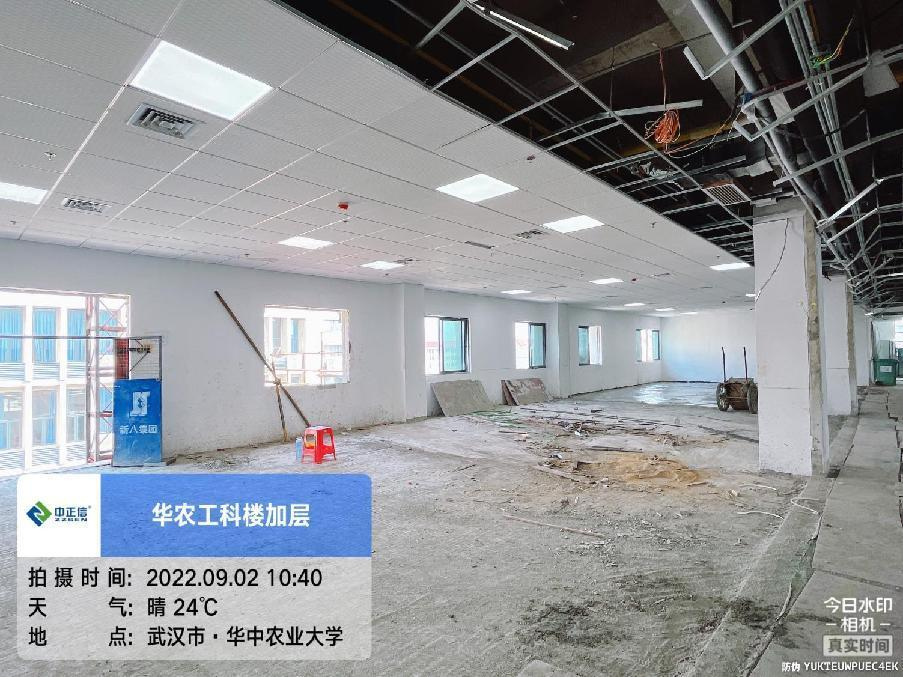 新八集团
中正信
ZZXEN
华农工科楼加层
拍摄时间: 2022.09.02 10:40
天气: 晴 24℃
地点: 武汉市·华中农业大学
今日水印
相机
真实时间
防伪 YUKTEUWPUEC4EK